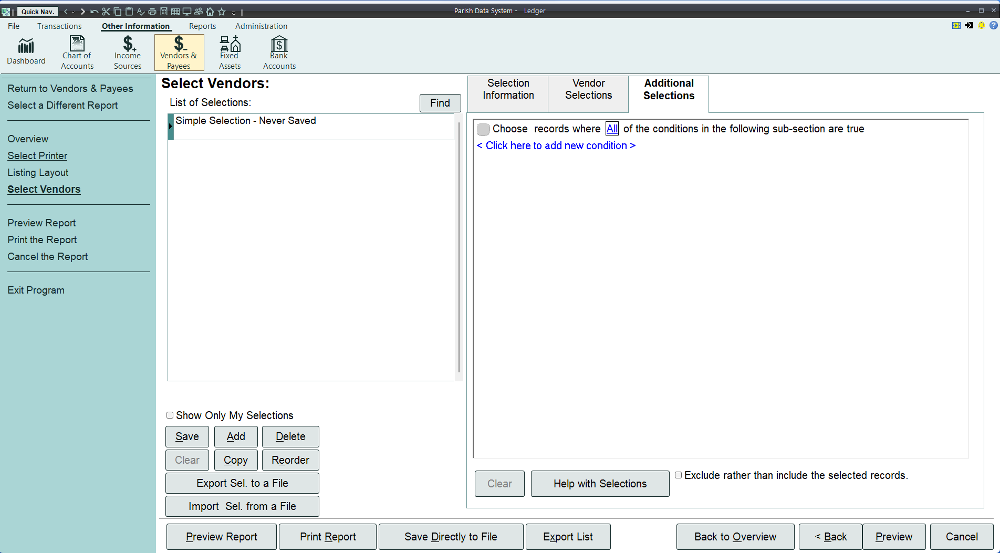 Quick Nav.
Parish Data System - Ledger
File Transactions Other Information Reports Administration
Dashboard
Chart of
Accounts
Income
Sources
Vendors &
Payees
Fixed
Assets
Bank
Accounts
Return to Vendors & Payees
Select a Different Report
Overview
Select Printer
Listing Layout
Select Vendors
Preview Report
Print the Report
Cancel the Report
Exit Program
Select Vendors:
List of Selections:
Find
Simple Selection - Never Saved
Show Only My Selections
Save Add Delete
Clear Copy Reorder
Export Sel. to a File
Import Sel. from a File
Selection
Information
Vendor
Selections
Additional
Selections
Choose records where All of the conditions in the following sub-section are true
< Click here to add new condition >
Clear
Help with Selections
Exclude rather than include the selected records.
Preview Report Print Report Save Directly to File Export List Back to Overview < Back Preview Cancel